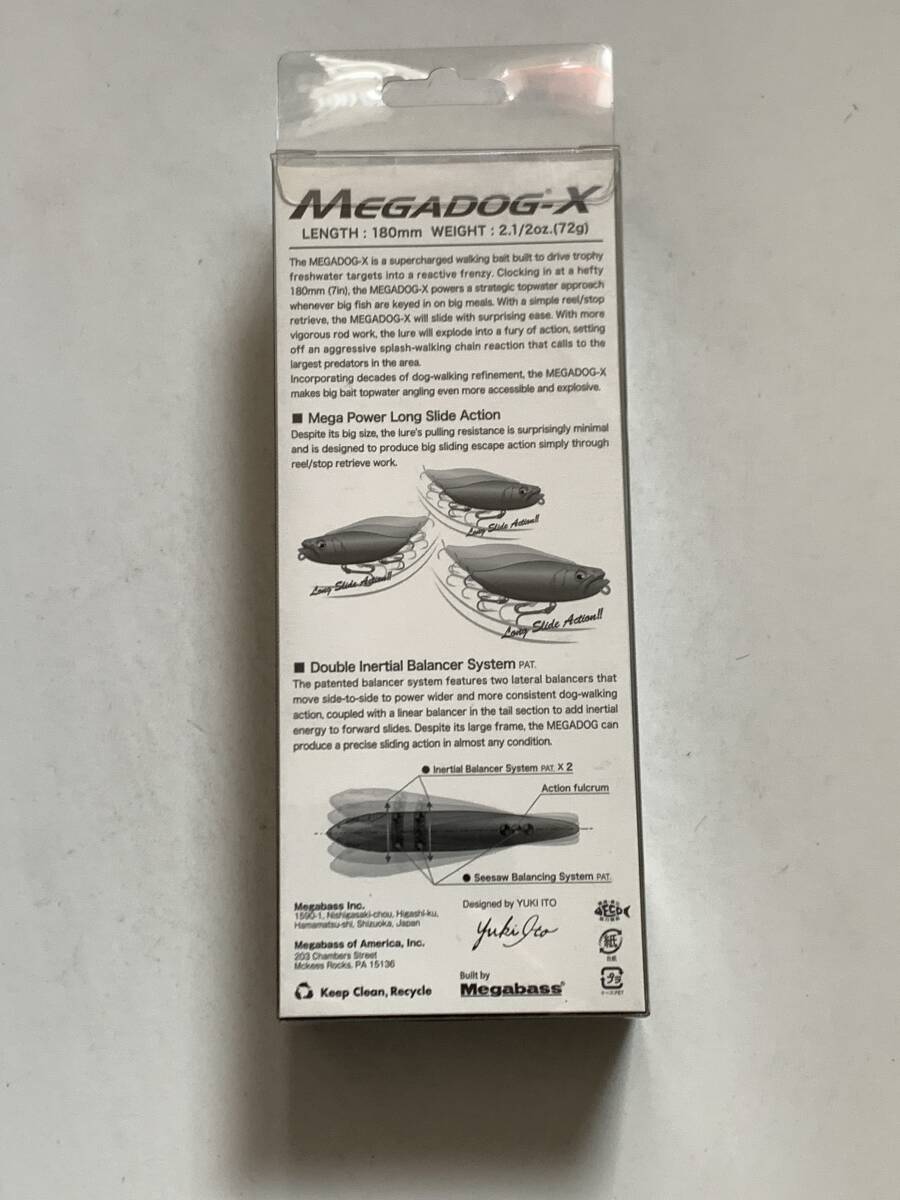 MEGADOG®-X
LENGTH : 180mm WEIGHT : 2.1/2oz.(72g)
The MEGADOG-X is a supercharged walking bait built to drive trophy
freshwater targets into a reactive frenzy. Clocking in at a hefty
180mm (7in), the MEGADOG-X powers a strategic topwater approach
whenever big fish are keyed in on big meals. With a simple reel/stop
retrieve, the MEGADOG-X will slide with surprising ease. With more
vigorous rod work, the lure will explode into a fury of action, setting
off an aggressive splash-walking chain reaction that calls to the
largest predators in the area.
Incorporating decades of dog-walking refinement, the MEGADOG-X
makes big bait topwater angling even more accessible and explosive.
■ Mega Power Long Slide Action
Despite its big size, the lure's pulling resistance is surprisingly minimal
and is designed to produce big sliding escape action simply through
reel/stop retrieve work.
Long Slide Action!!
Long Slide Action!!
Long Slide Action!!
■ Double Inertial Balancer System PAT.
The patented balancer system features two lateral balancers that
move side-to-side to power wider and more consistent dog-walking
action, coupled with a linear balancer in the tail section to add inertial
energy to forward slides. Despite its large frame, the MEGADOG can
produce a precise sliding action in almost any condition.
● Inertial Balancer System PAT. X 2
Action fulcrum
● Seesaw Balancing System PAT.
Megabass Inc.
1590-1, Nishigasaki-chou, Higashi-ku,
Hamamatsu-shi, Shizuoka, Japan
Megabass of America, Inc.
203 Chambers Street
Mckees Rocks, PA 15136
Keep Clean, Recycle
Designed by YUKI ITO
Yuki Ito
Built by
Megabass®
ECO
紙
プラ